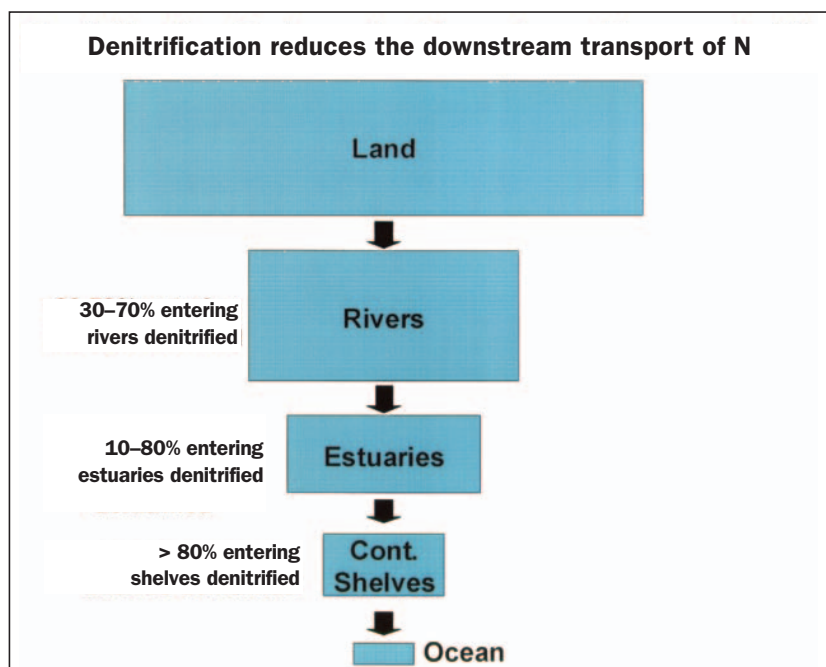 Denitrification reduces the downstream transport of N
Land
30–70% entering
rivers denitrified
Rivers
10–80% entering
estuaries denitrified
Estuaries
> 80% entering
shelves denitrified
Cont.
Shelves
Ocean